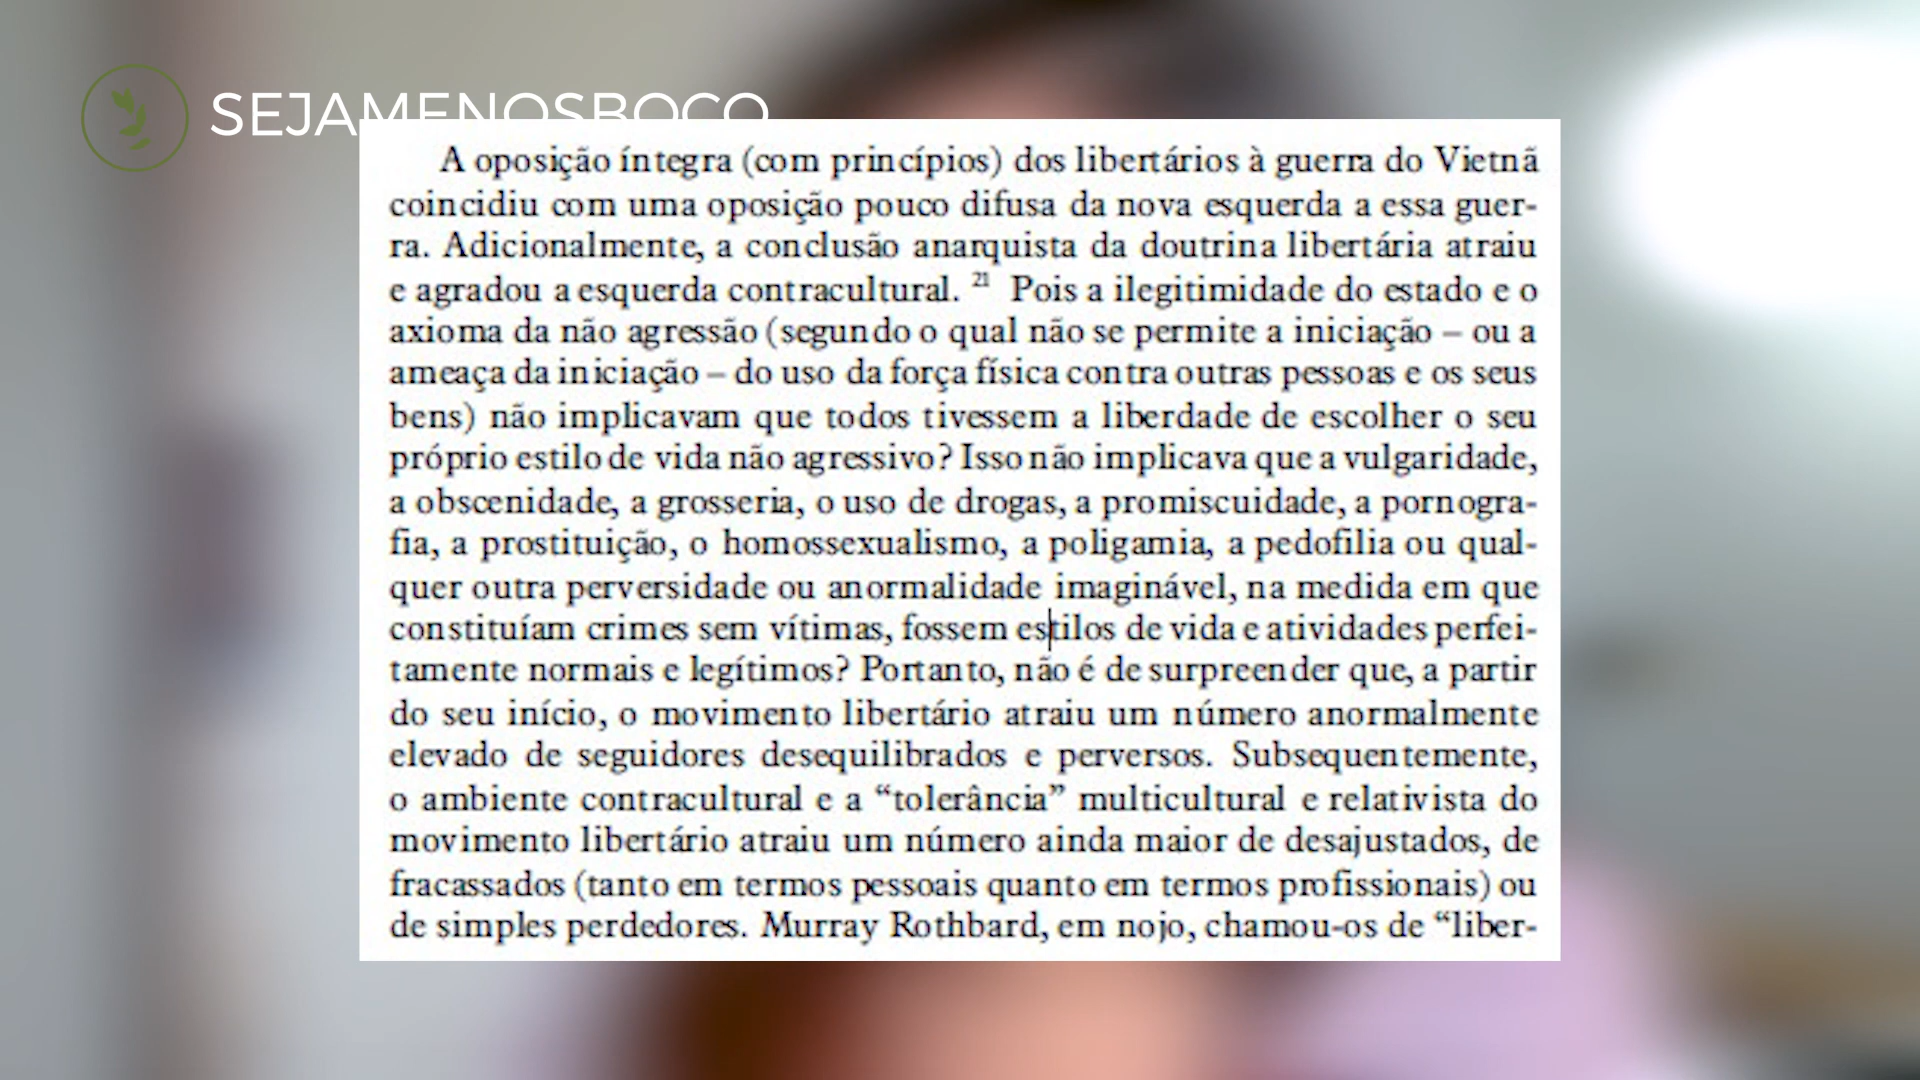 SEJAMENOSBOCO
A oposição íntegra (com princípios) dos libertários à guerra do Vietnã
coincidiu com uma oposição pouco difusa da nova esquerda a essa guer-
ra. Adicionalmente, a conclusão anarquista da doutrina libertária atraiu
e agradou a esquerda contracultural. 21 Pois a ilegitimidade do estado e o
axioma da não agressão (segundo o qual não se permite a iniciação – ou a
ameaça da iniciação – do uso da força física contra outras pessoas e os seus
bens) não implicavam que todos tivessem a liberdade de escolher o seu
próprio estilo de vida não agressivo? Isso não implicava que a vulgaridade,
a obscenidade, a grosseria, o uso de drogas, a promiscuidade, a pornogra-
fia, a prostituição, o homossexualismo, a poligamia, a pedofilia ou qual-
quer outra perversidade ou anormalidade imaginável, na medida em que
constituíam crimes sem vítimas, fossem estilos de vida e atividades perfei-
tamente normais e legítimos? Portanto, não é de surpreender que, a partir
do seu início, o movimento libertário atraiu um número anormalmente
elevado de seguidores desequilibrados e perversos. Subsequentemente,
o ambiente contracultural e a “tolerância” multicultural e relativista do
movimento libertário atraiu um número ainda maior de desajustados, de
fracassados (tanto em termos pessoais quanto em termos profissionais) ou
de simples perdedores. Murray Rothbard, em nojo, chamou-os de “liber-